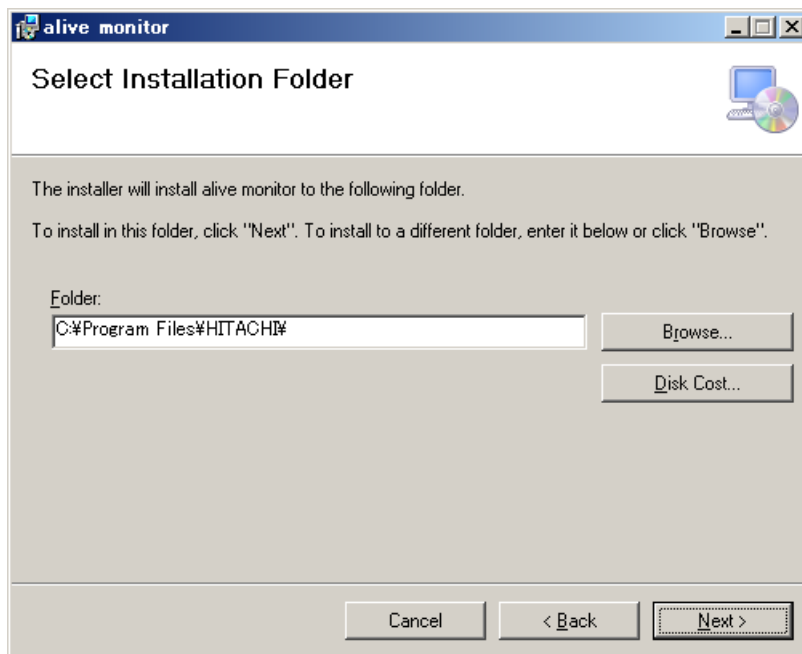 alive monitor
Select Installation Folder
The installer will install alive monitor to the following folder.
To install in this folder, click "Next". To install to a different folder, enter it below or click "Browse".
Folder:
C:¥Program Files¥HITACHI¥
Browse...
Disk Cost...
Cancel
< Back
Next >